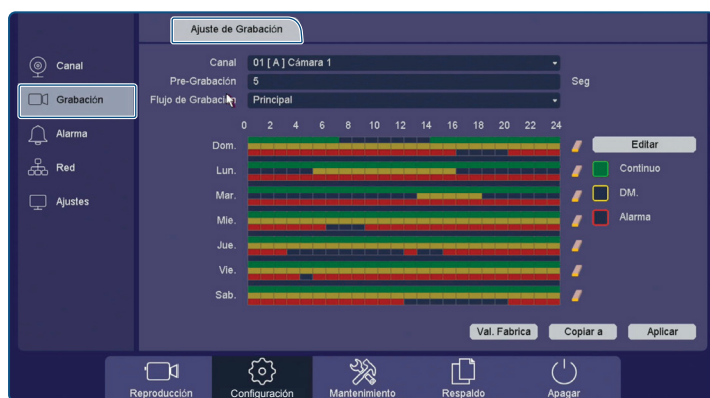 Ajuste de Grabación
Canal
Grabación
Alarma
Red
Ajustes
Canal 01 [ A ] Cámara 1
Pre-Grabación 5 Seg
Flujo de Grabación Principal
0 2 4 6 8 10 12 14 16 18 20 22 24
Dom.
Lun.
Mar.
Mie.
Jue.
Vie.
Sab.
Editar
Continuo
DM.
Alarma
Val. Fabrica Copiar a Aplicar
Reproducción Configuración Mantenimiento Respaldo Apagar